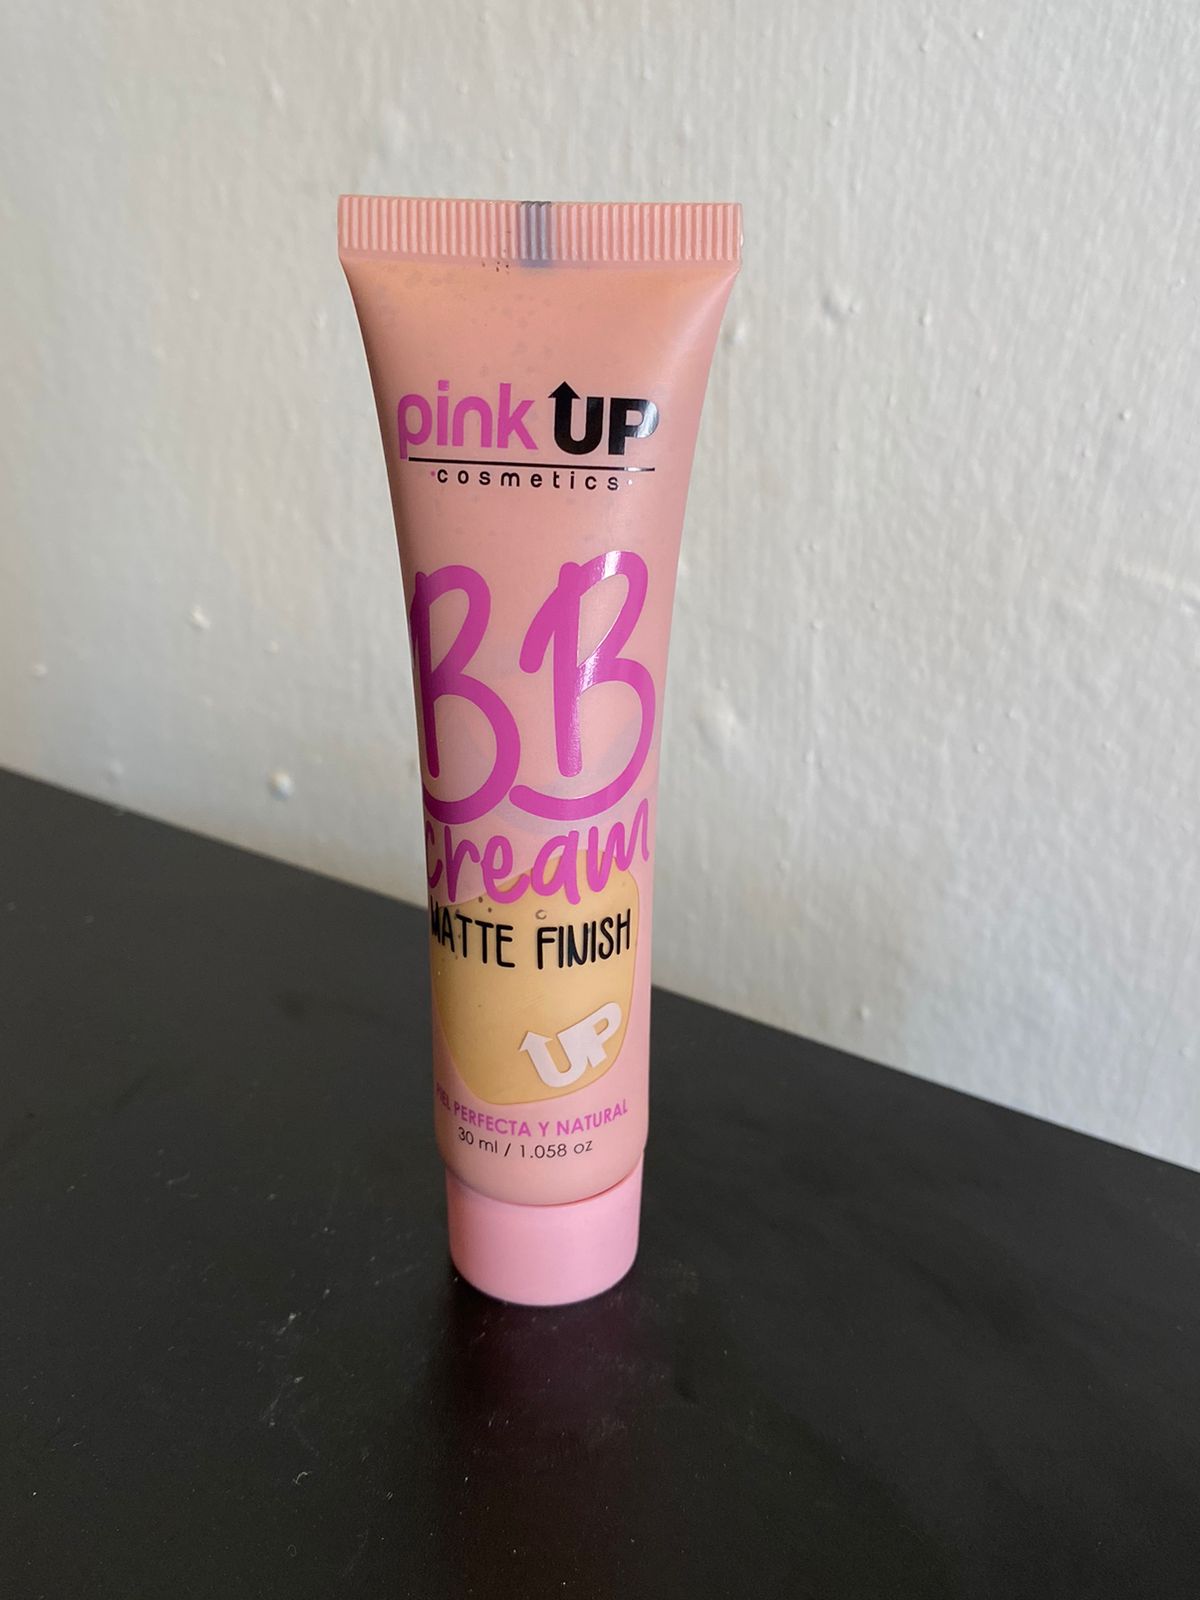 pink UP
cosmetics
BB
cream
MATTE FINISH
UP
PIEL PERFECTA Y NATURAL
30 ml / 1.058 oz